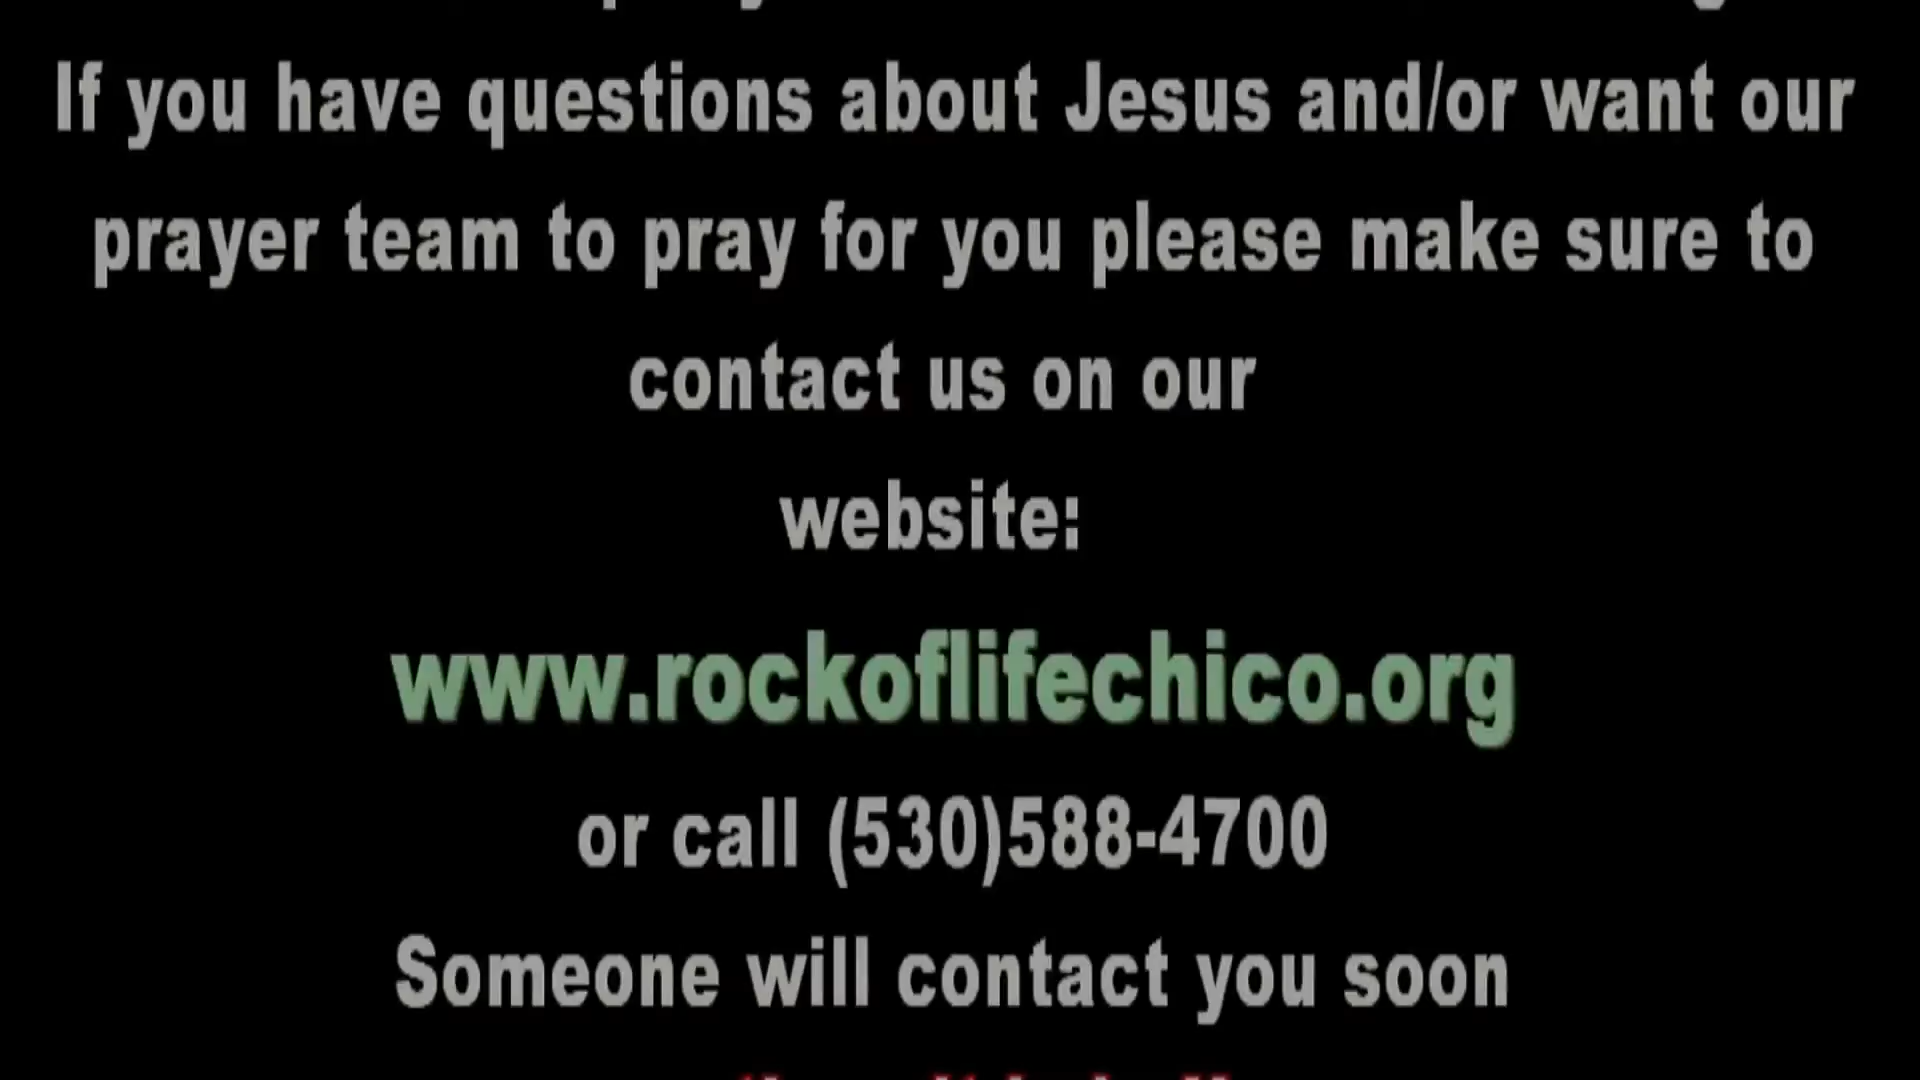 If you have questions about Jesus and/or want our
prayer team to pray for you please make sure to
contact us on our
website:
www.rockoflifechico.org
or call (530)588-4700
Someone will contact you soon